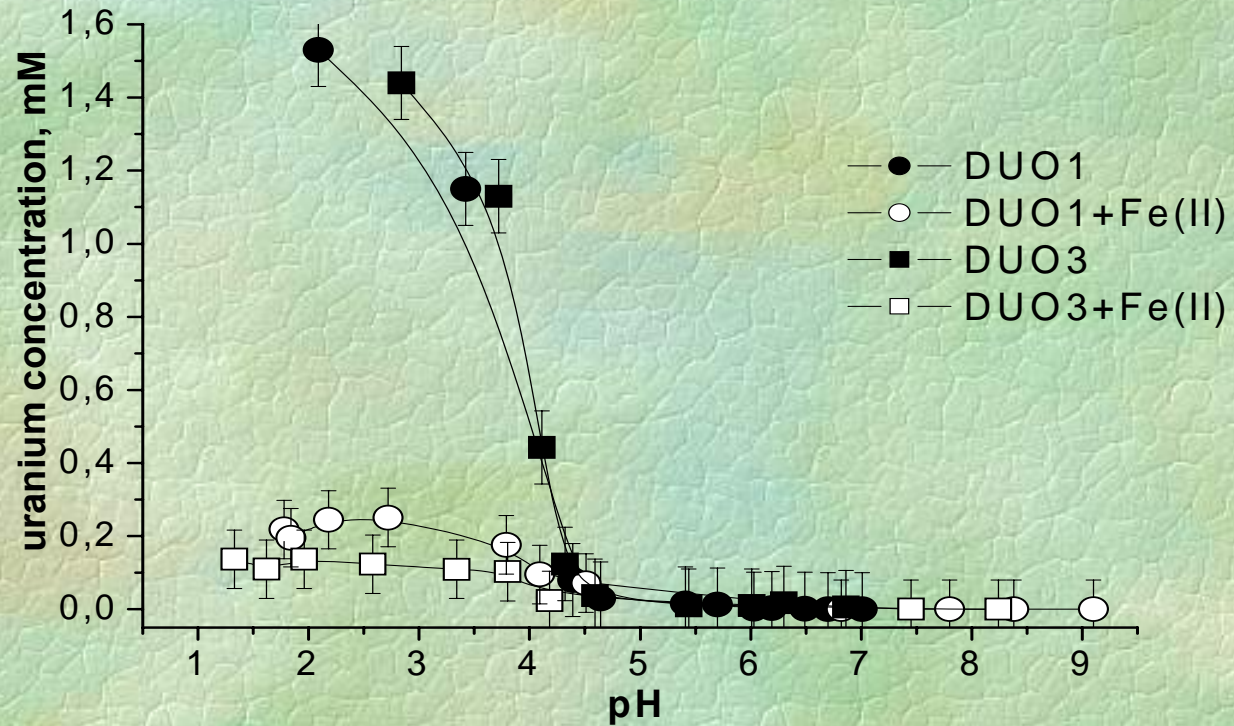 uranium concentration, mM
1,6
1,4
1,2
1,0
0,8
0,6
0,4
0,2
0,0
1 2 3 4 5 6 7 8 9
pH
DUO1
DUO1+Fe(II)
DUO3
DUO3+Fe(II)